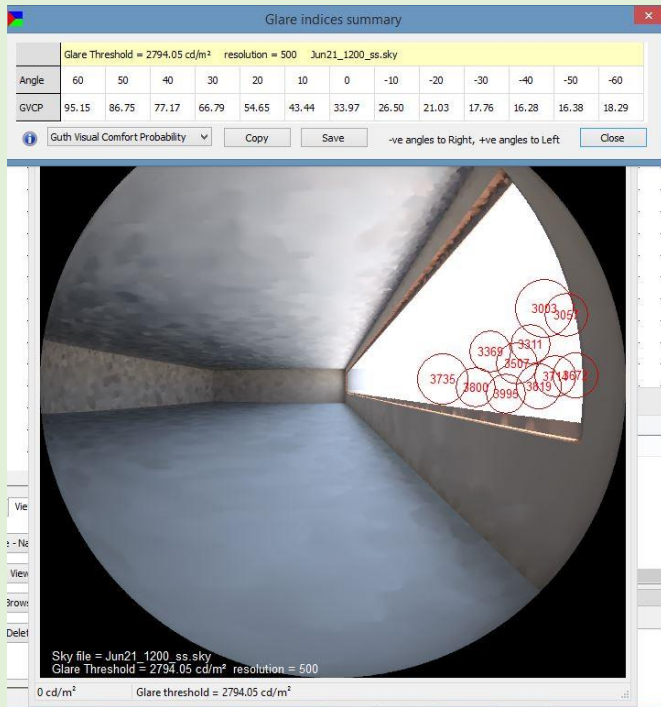 Glare indices summary
Glare Threshold = 2794.05 cd/m² resolution = 500 Jun21_1200_ss.sky
Angle 60 50 40 30 20 10 0 -10 -20 -30 -40 -50 -60
GVCP 95.15 86.75 77.17 66.79 54.65 43.44 33.97 26.50 21.03 17.76 16.28 16.38 18.29
Guth Visual Comfort Probability Copy Save -ve angles to Right, +ve angles to Left Close
3003 3057
3311
3369
3507
3735 3800 3995 3819 3672
View
Sky file = Jun21_1200_ss.sky
Glare Threshold = 2794.05 cd/m² resolution = 500
0 cd/m² Glare threshold = 2794.05 cd/m²